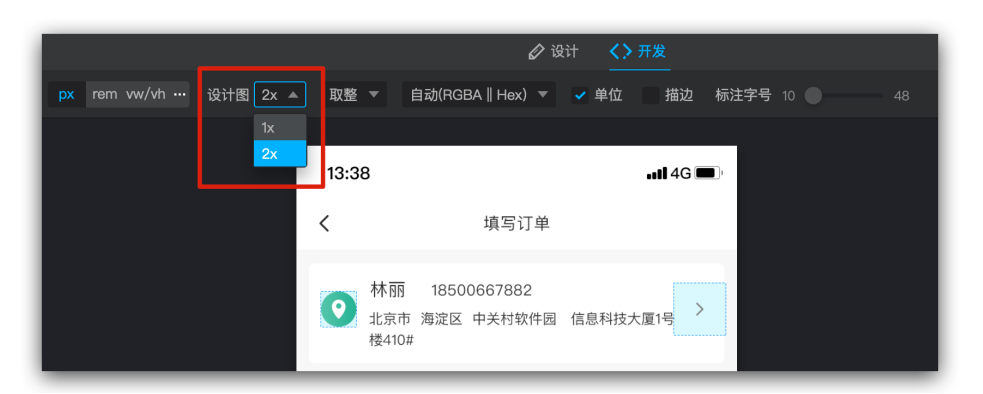 设计 开发
px rem vw/vh ••• 设计图 2x 取整 自动(RGBA || Hex) 单位 描边 标注字号 10 48
1x
2x
13:38 4G
填写订单
林丽 18500667882
北京市 海淀区 中关村软件园 信息科技大厦1号
楼410#